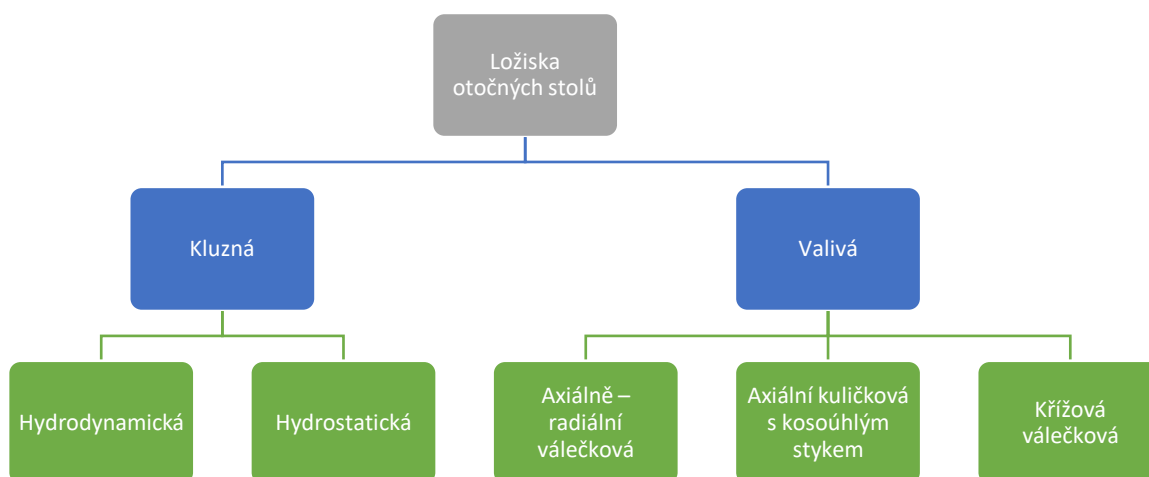 Ložiska
otočných stolů
Kluzná
Valivá
Hydrodynamická
Hydrostatická
Axiálně –
radiální
válečková
Axiální kuličková
s kosoúhlým
stykem
Křížová
válečková